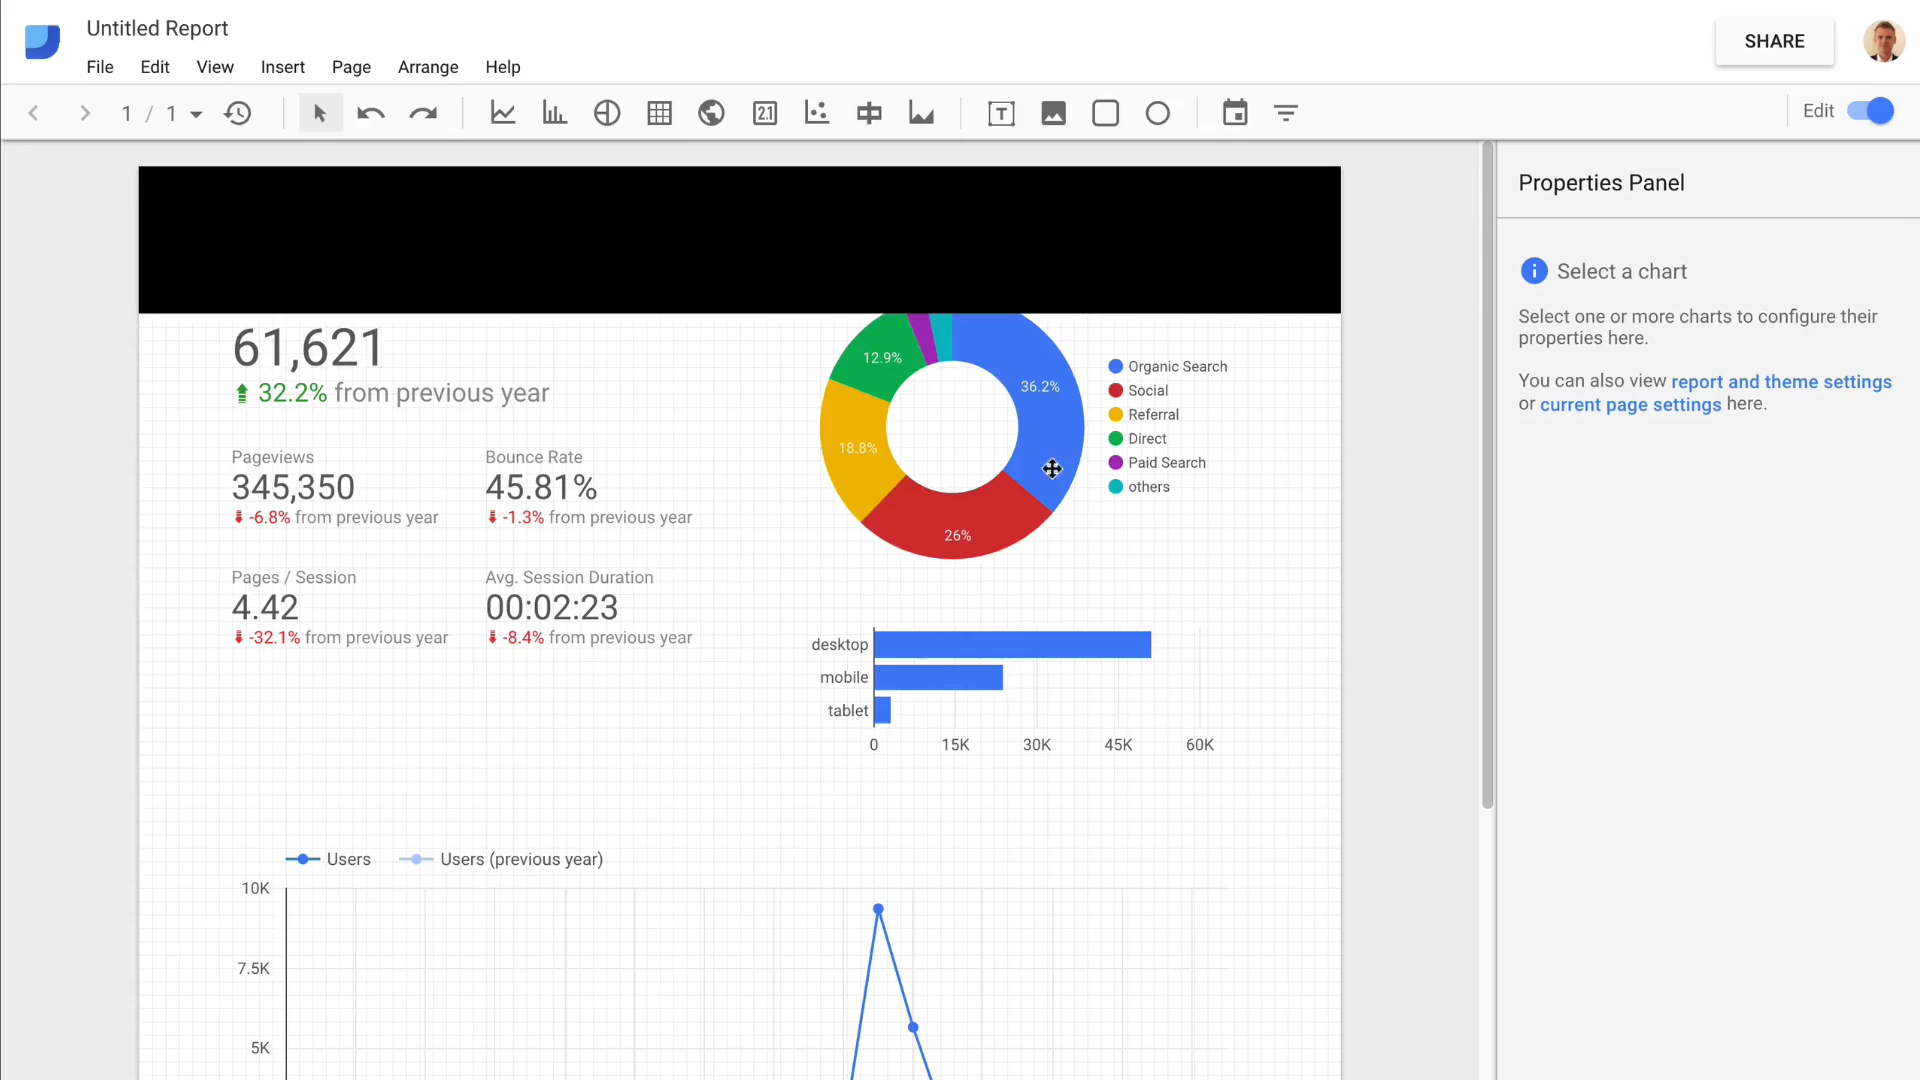 Untitled Report
SHARE
File Edit View Insert Page Arrange Help
1 / 1
2.1
T
Edit
Properties Panel
Select a chart
Select one or more charts to configure their
properties here.
You can also view report and theme settings
or current page settings here.
61,621
32.2% from previous year
Pageviews
345,350
-6.8% from previous year
Bounce Rate
45.81%
-1.3% from previous year
Pages / Session
4.42
-32.1% from previous year
Avg. Session Duration
00:02:23
-8.4% from previous year
12.9%
36.2%
18.8%
26%
Organic Search
Social
Referral
Direct
Paid Search
others
desktop
mobile
tablet
0 15K 30K 45K 60K
Users Users (previous year)
10K
7.5K
5K